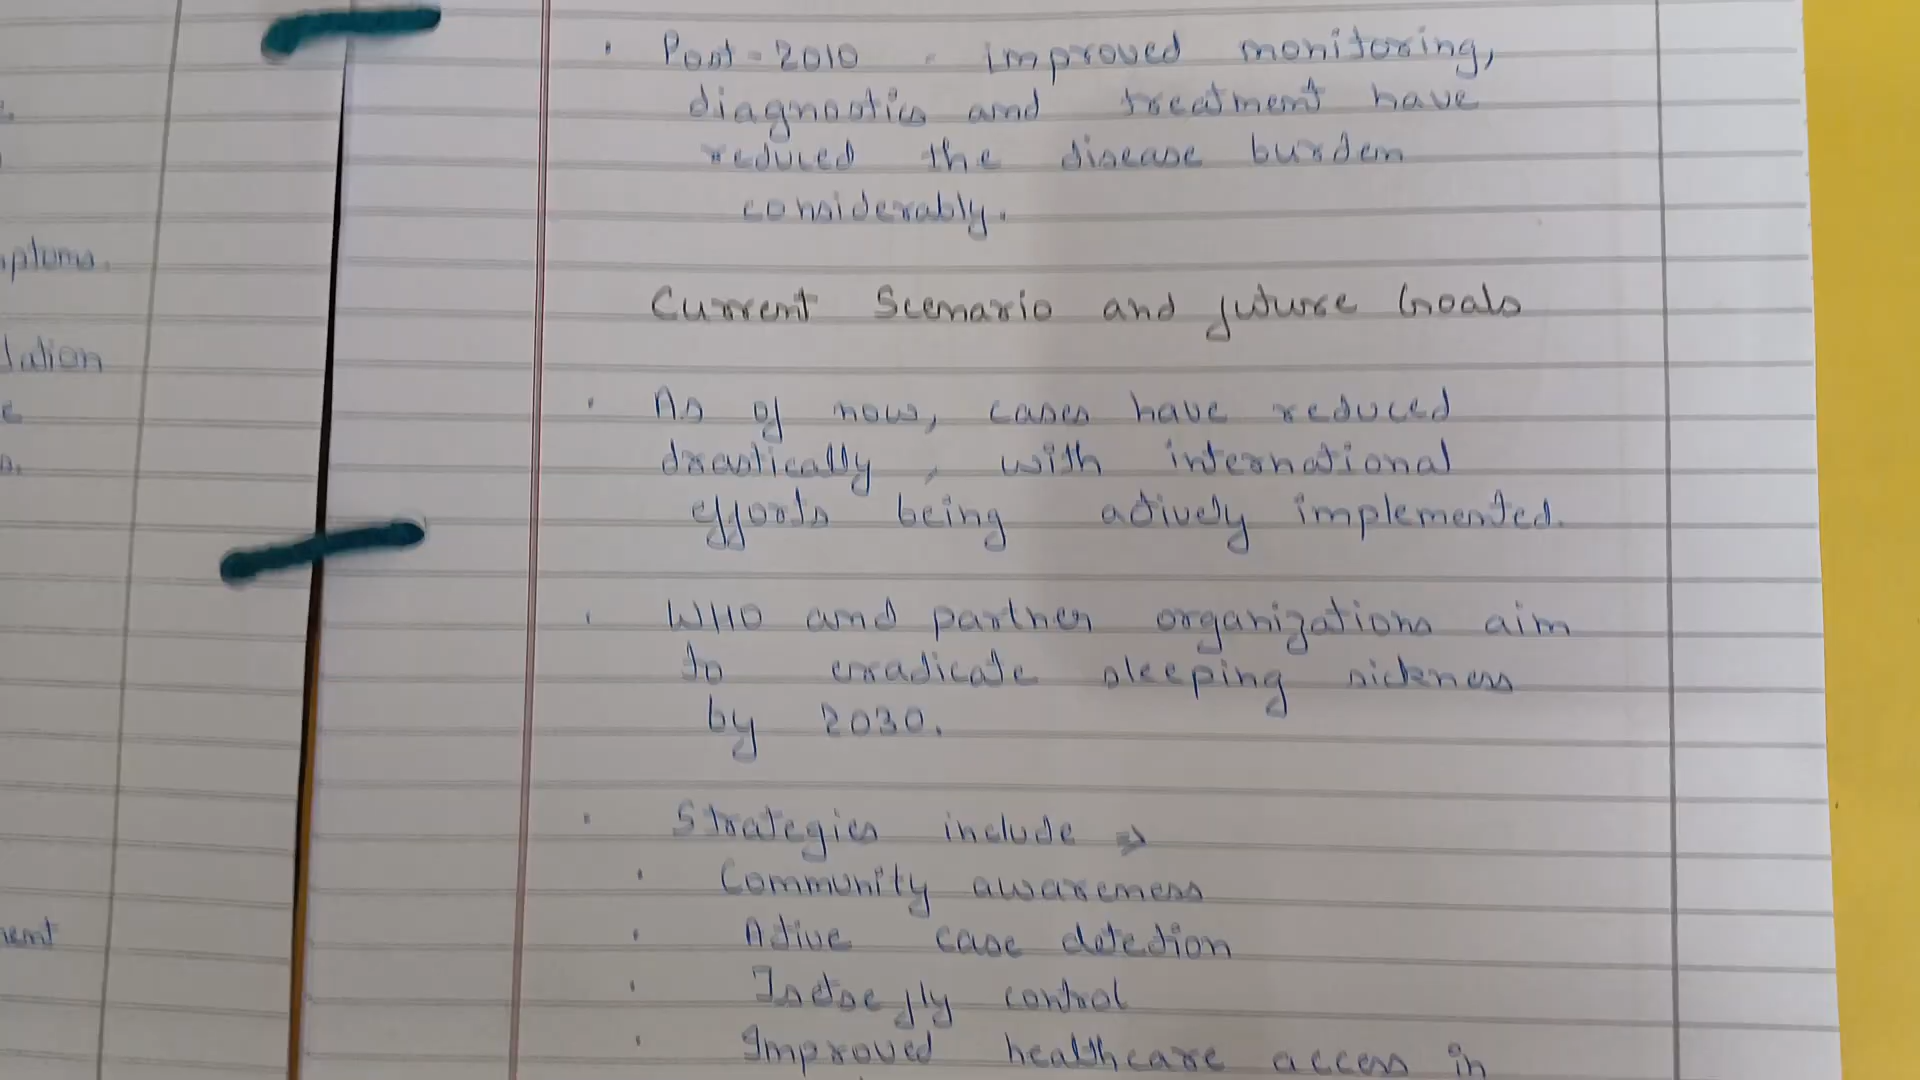 • Post-2010 - improved monitoring,
diagnostics and treatment have
reduced the disease burden
considerably.
Current Scenario and future Goals
• As of now, cases have reduced
drastically, with international
efforts being actively implemented.
• WHO and partner organizations aim
to eradicate sleeping sickness
by 2030.
• Strategies include ⇒
• Community awareness
• Active case detection
• Tsetse fly control
• Improved healthcare access in